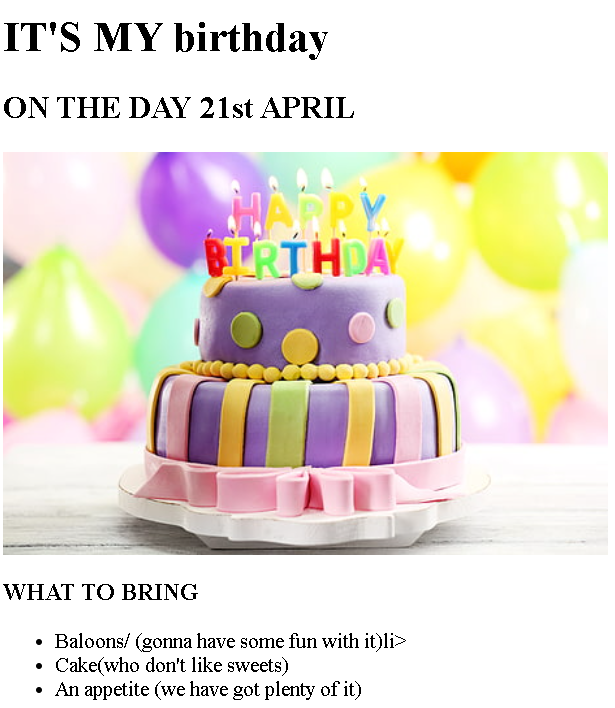 IT'S MY birthday
ON THE DAY 21st APRIL
HAPPY
BIRTHDAY
WHAT TO BRING
Baloons/ (gonna have some fun with it)li>
Cake(who don't like sweets)
An appetite (we have got plenty of it)